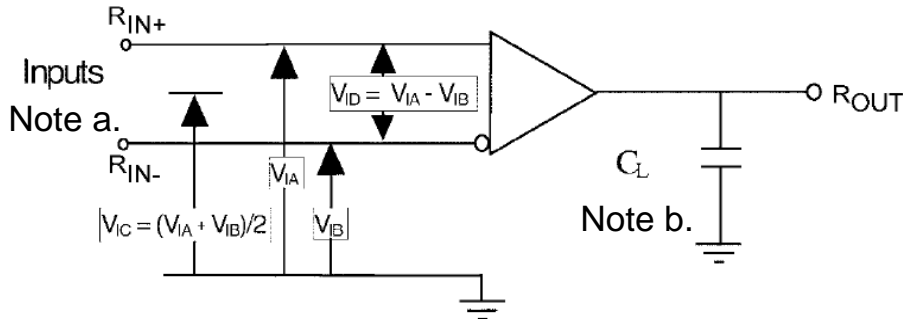 RIN+
Inputs
Note a.
VID = VIA - VIB
ROUT
RIN-
VIA
CL
VIC = (VIA + VIB)/2
VIB
Note b.